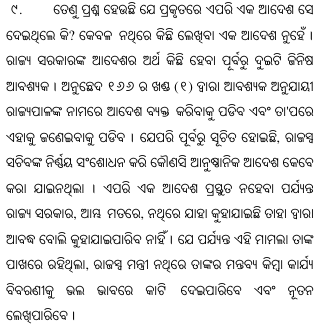 ୯. ତେଣୁ ପ୍ରଶ୍ନ ହେଉଛି ଯେ ପ୍ରକୃତରେ ଏପରି ଏକ ଆଦେଶ ସେ
ଦେଇଥିଲେ କି? କେବଳ ନଥିରେ କିଛି ଲେଖିବା ଏକ ଆଦେଶ ନୁହେଁ ।
ରାଜ୍ୟ ସରକାରଙ୍କ ଆଦେଶର ଅର୍ଥ କିଛି ହେବା ପୂର୍ବରୁ ଦୁଇଟି ଜିନିଷ
ଆବଶ୍ୟକ । ଅନୁଛେଦ ୧୬୬ ର ଖଣ୍ଡ (୧) ଦ୍ୱାରା ଆବଶ୍ୟକ ଅନୁଯାୟୀ
ରାଜ୍ୟପାଳଙ୍କ ନାମରେ ଆଦେଶ ବ୍ୟକ୍ତ କରିବାକୁ ପଡିବ ଏବଂ ତା'ପରେ
ଏହାକୁ ଜଣେଇବାକୁ ପଡିବ । ଯେପରି ପୂର୍ବରୁ ସୂଚିତ ହୋଇଛି, ରାଜସ୍ୱ
ସଚିବଙ୍କ ନିର୍ଣ୍ଣୟ ସଂଶୋଧନ କରି କୌଣସି ଆନୁଷ୍ଠାନିକ ଆଦେଶ କେବେ
କରା ଯାଇନଥିଲା । ଏପରି ଏକ ଆଦେଶ ପ୍ରସ୍ତୁତ ନହେବା ପର୍ଯ୍ୟନ୍ତ
ରାଜ୍ୟ ସରକାର, ଆମ୍ଭ ମତରେ, ନଥିରେ ଯାହା କୁହାଯାଇଛି ତାହା ଦ୍ୱାରା
ଆବଦ୍ଧ ବୋଲି କୁହାଯାଇପାରିବ ନାହିଁ । ଯେ ପର୍ଯ୍ୟନ୍ତ ଏହି ମାମଲା ତାଙ୍କ
ପାଖରେ ରହିଥିଲା, ରାଜସ୍ୱ ମନ୍ତ୍ରୀ ନଥିରେ ତାଙ୍କର ମନ୍ତବ୍ୟ କିମ୍ବା କାର୍ଯ୍ୟ
ବିବରଣୀକୁ ଭଲ ଭାବରେ କାଟି ଦେଇପାରିବେ ଏବଂ ନୂତନ
ଲେଖିପାରିବେ ।